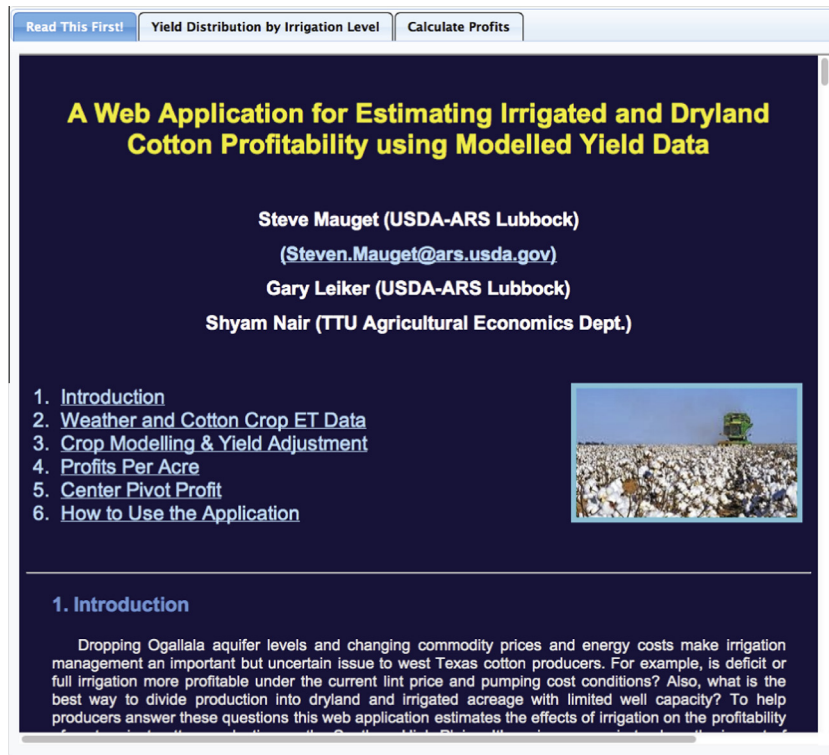 Read This First!
Yield Distribution by Irrigation Level
Calculate Profits
A Web Application for Estimating Irrigated and Dryland
Cotton Profitability using Modelled Yield Data
Steve Mauget (USDA-ARS Lubbock)
(Steven.Mauget@ars.usda.gov)
Gary Leiker (USDA-ARS Lubbock)
Shyam Nair (TTU Agricultural Economics Dept.)
1. Introduction
2. Weather and Cotton Crop ET Data
3. Crop Modelling & Yield Adjustment
4. Profits Per Acre
5. Center Pivot Profit
6. How to Use the Application
1. Introduction
Dropping Ogallala aquifer levels and changing commodity prices and energy costs make irrigation
management an important but uncertain issue to west Texas cotton producers. For example, is deficit or
full irrigation more profitable under the current lint price and pumping cost conditions? Also, what is the
best way to divide production into dryland and irrigated acreage with limited well capacity? To help
producers answer these questions this web application estimates the effects of irrigation on the profitability